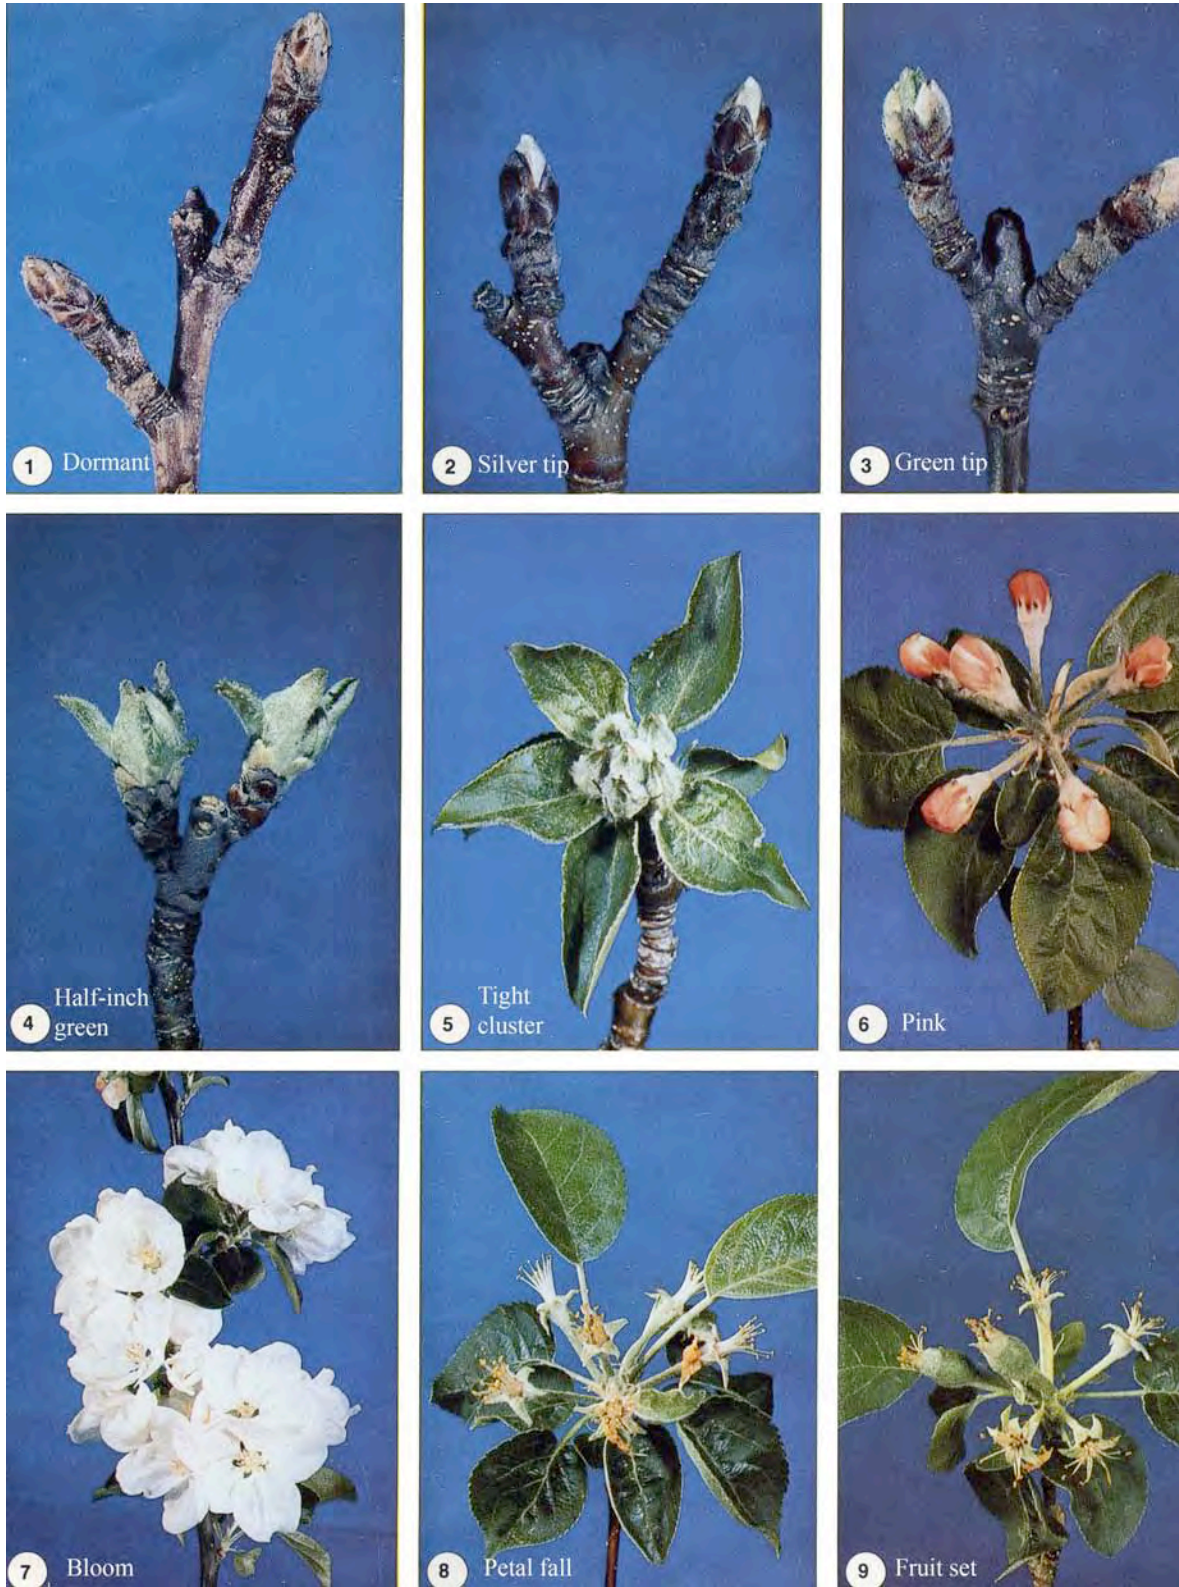 1 Dormant
2 Silver tip
3 Green tip
4 Half-inch
green
5 Tight
cluster
6 Pink
7 Bloom
8 Petal fall
9 Fruit set